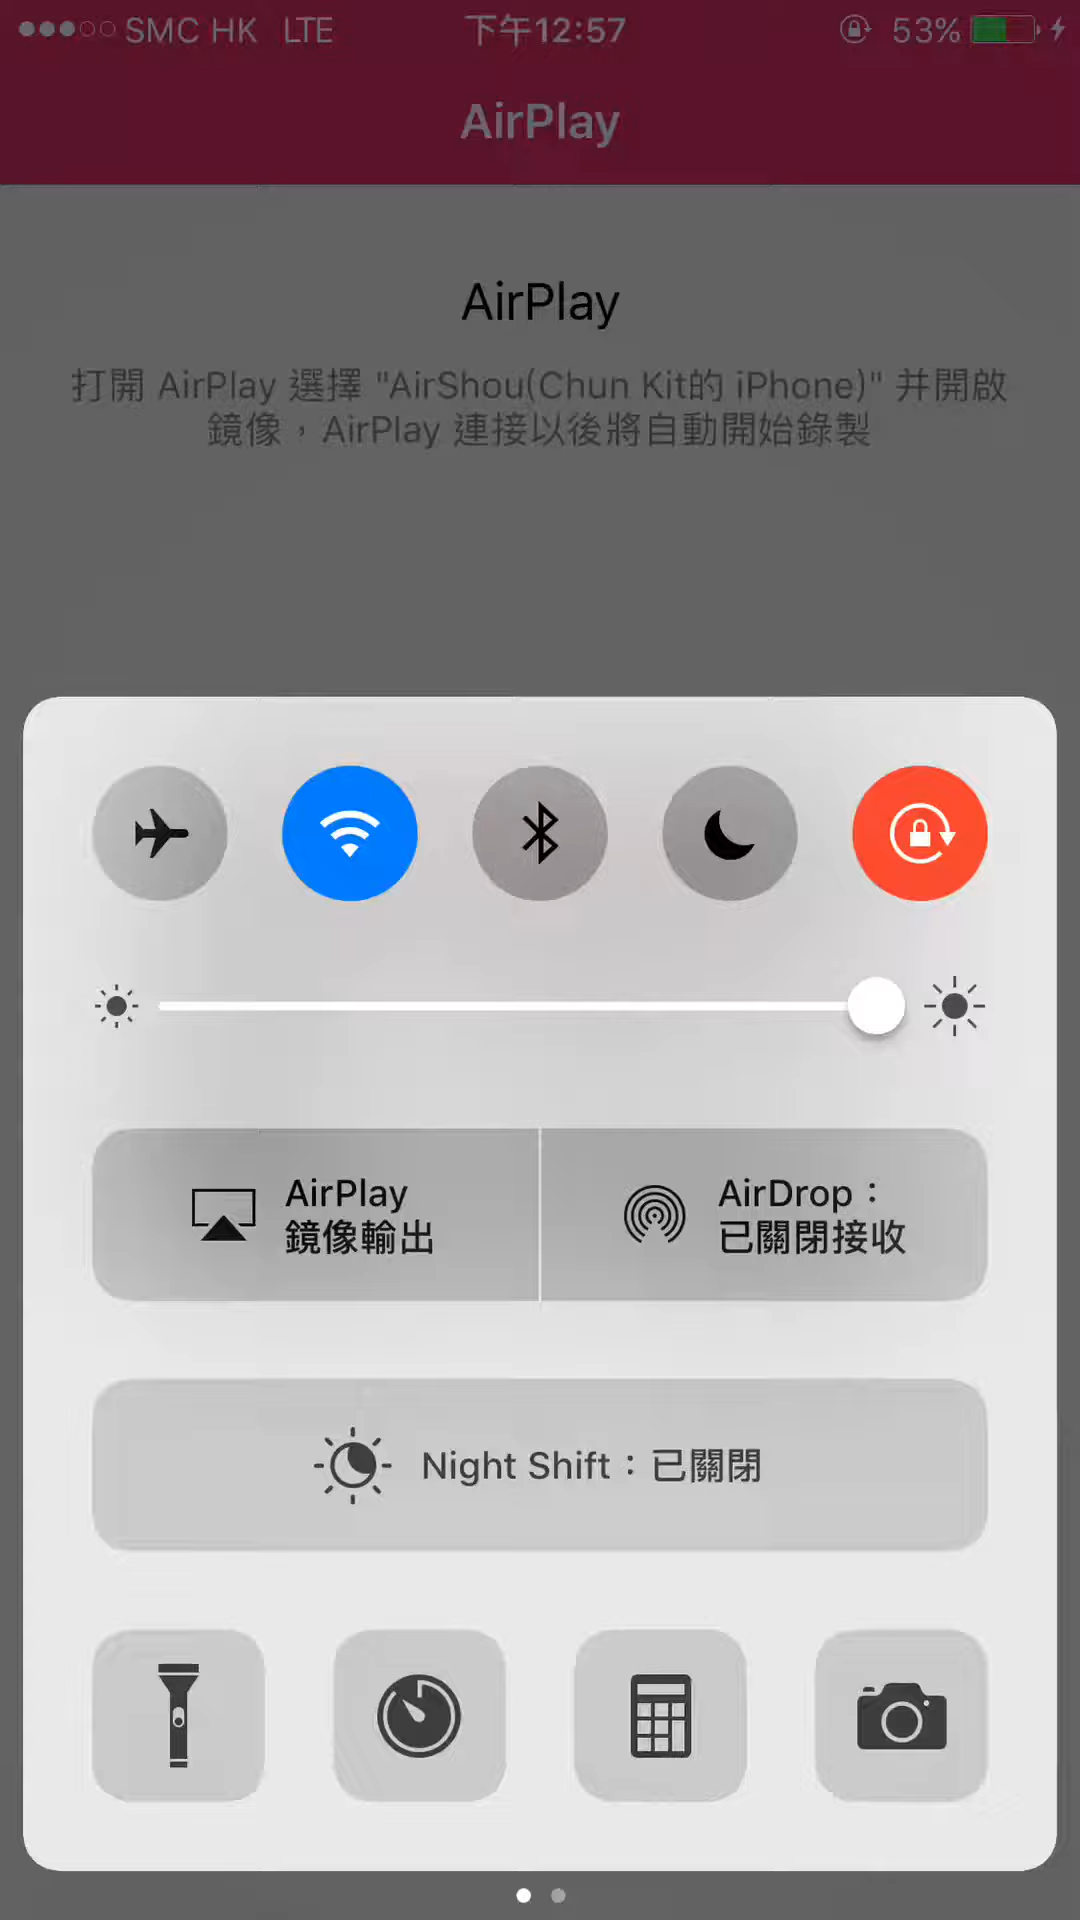 SMC HK LTE 下午12:57 53%
AirPlay
AirPlay
打開 AirPlay 選擇 "AirShou(Chun Kit的 iPhone)" 并開啟
鏡像，AirPlay 連接以後將自動開始錄製
AirPlay
鏡像輸出
AirDrop：
已關閉接收
Night Shift：已關閉